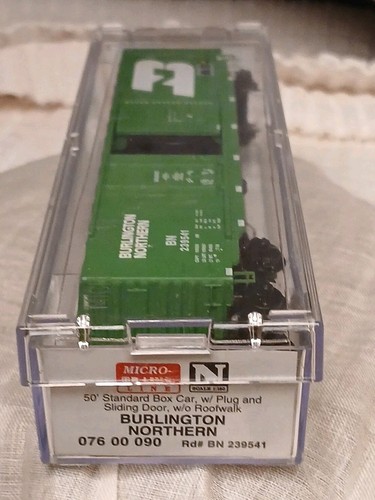 BURLINGTON
NORTHERN
BN
239541
MICRO-
LINE
N
SCALE 1:160
50' Standard Box Car, w/ Plug and
Sliding Door, w/o Roofwalk
BURLINGTON
NORTHERN
076 00 090 Rd# BN 239541